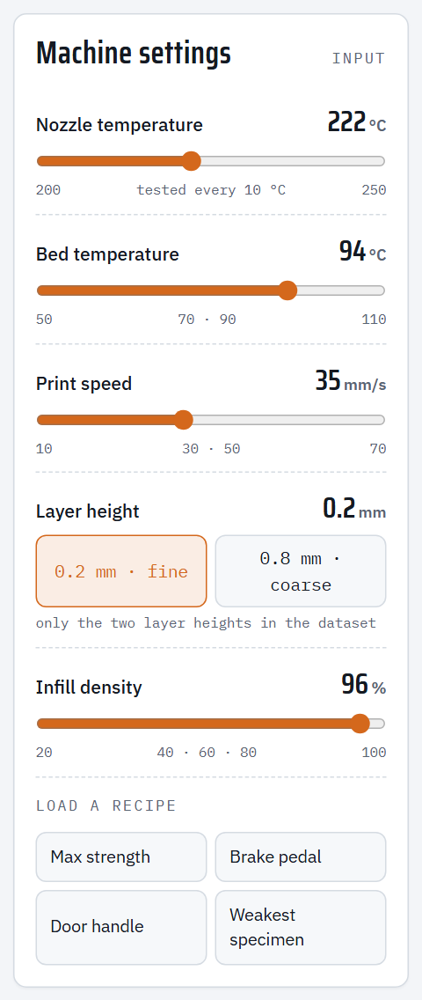 Machine settings INPUT
Nozzle temperature 222 °C
200 tested every 10 °C 250
Bed temperature 94 °C
50 70 · 90 110
Print speed 35 mm/s
10 30 · 50 70
Layer height 0.2 mm
0.2 mm · fine 0.8 mm ·
coarse
only the two layer heights in the dataset
Infill density 96 %
20 40 · 60 · 80 100
LOAD A RECIPE
Max strength Brake pedal
Door handle Weakest
specimen